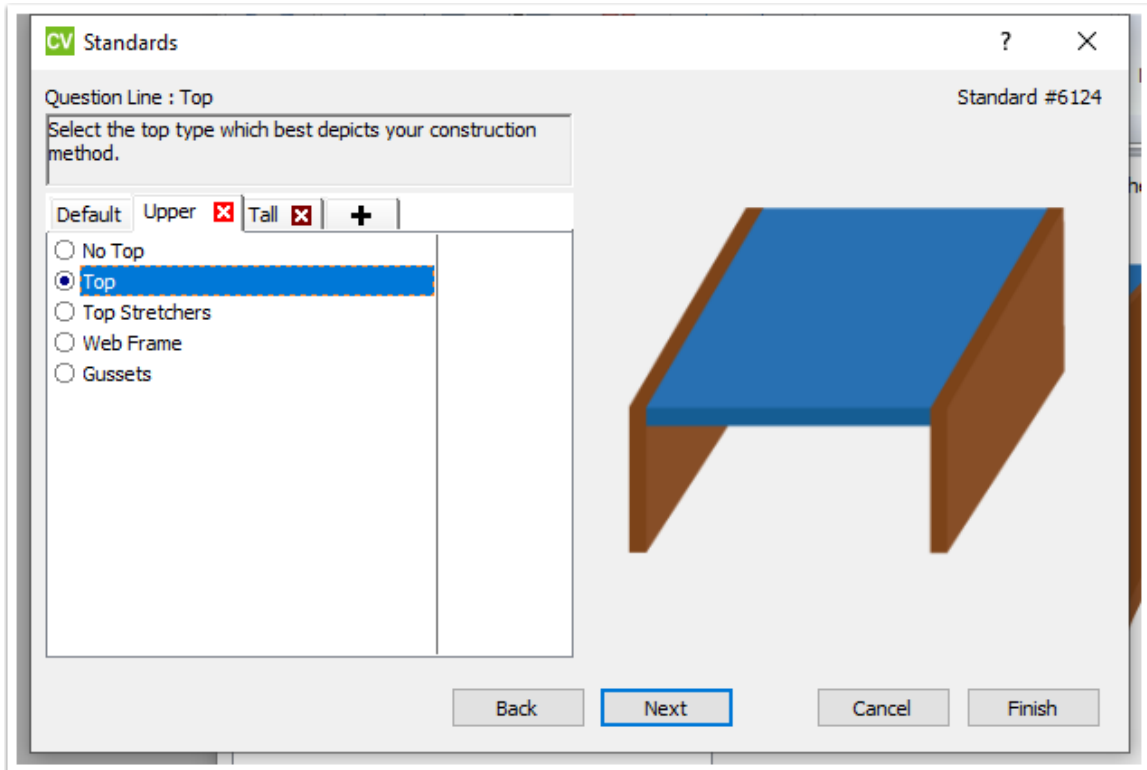 CV Standards ?
Question Line : Top Standard #6124
Select the top type which best depicts your construction
method.
Default Upper Tall
No Top
Top
Top Stretchers
Web Frame
Gussets
Back Next Cancel Finish